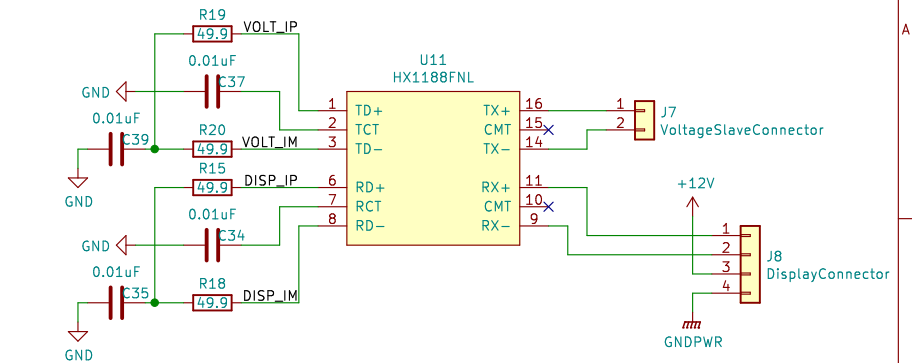 R19
49.9
VOLT_IP
0.01uF
C37
GND
0.01uF
C39
GND
R20
49.9
VOLT_IM
R15
49.9
DISP_IP
0.01uF
C34
GND
0.01uF
C35
GND
R18
49.9
DISP_IM
U11
HX1188FNL
1 TD+ TX+ 16
2 TCT CMT 15
3 TD- TX- 14
6 RD+ RX+ 11
7 RCT CMT 10
8 RD- RX- 9
1 J7
2 VoltageSlaveConnector
+12V
1
2 J8
3 DisplayConnector
4
GNDPWR
A